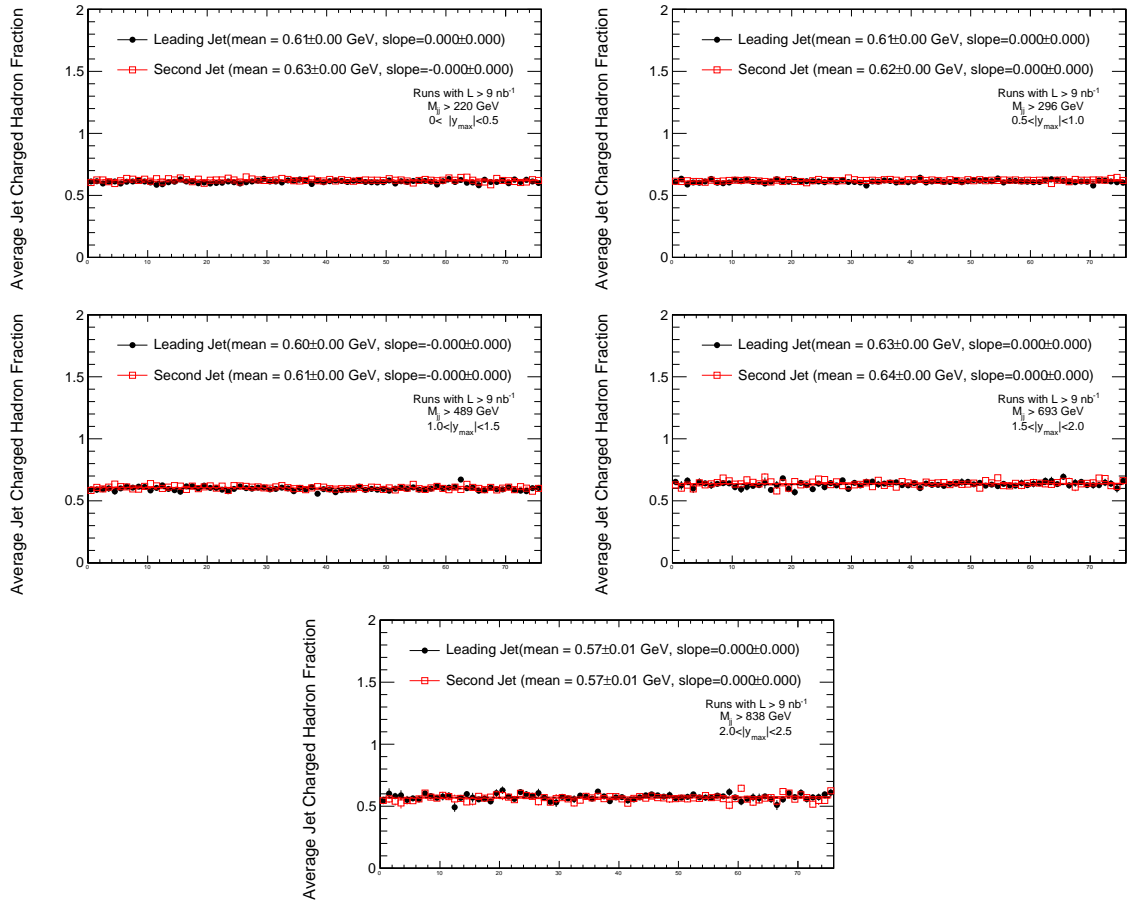 Average Jet Charged Hadron Fraction
2
1.5
1
0.5
0
Leading Jet(mean = 0.61±0.00 GeV, slope=0.000±0.000)
Second Jet (mean = 0.63±0.00 GeV, slope=-0.000±0.000)
Runs with L > 9 nb-1
Mjj > 220 GeV
0< |ymax|<0.5
0 10 20 30 40 50 60 70
Average Jet Charged Hadron Fraction
2
1.5
1
0.5
0
Leading Jet(mean = 0.61±0.00 GeV, slope=0.000±0.000)
Second Jet (mean = 0.62±0.00 GeV, slope=0.000±0.000)
Runs with L > 9 nb-1
Mjj > 296 GeV
0.5<|ymax|<1.0
0 10 20 30 40 50 60 70
Average Jet Charged Hadron Fraction
2
1.5
1
0.5
0
Leading Jet(mean = 0.60±0.00 GeV, slope=-0.000±0.000)
Second Jet (mean = 0.61±0.00 GeV, slope=-0.000±0.000)
Runs with L > 9 nb-1
Mjj > 489 GeV
1.0<|ymax|<1.5
0 10 20 30 40 50 60 70
Average Jet Charged Hadron Fraction
2
1.5
1
0.5
0
Leading Jet(mean = 0.63±0.00 GeV, slope=0.000±0.000)
Second Jet (mean = 0.64±0.00 GeV, slope=0.000±0.000)
Runs with L > 9 nb-1
Mjj > 693 GeV
1.5<|ymax|<2.0
0 10 20 30 40 50 60 70
Average Jet Charged Hadron Fraction
2
1.5
1
0.5
0
Leading Jet(mean = 0.57±0.01 GeV, slope=0.000±0.000)
Second Jet (mean = 0.57±0.01 GeV, slope=0.000±0.000)
Runs with L > 9 nb-1
Mjj > 838 GeV
2.0<|ymax|<2.5
0 10 20 30 40 50 60 70